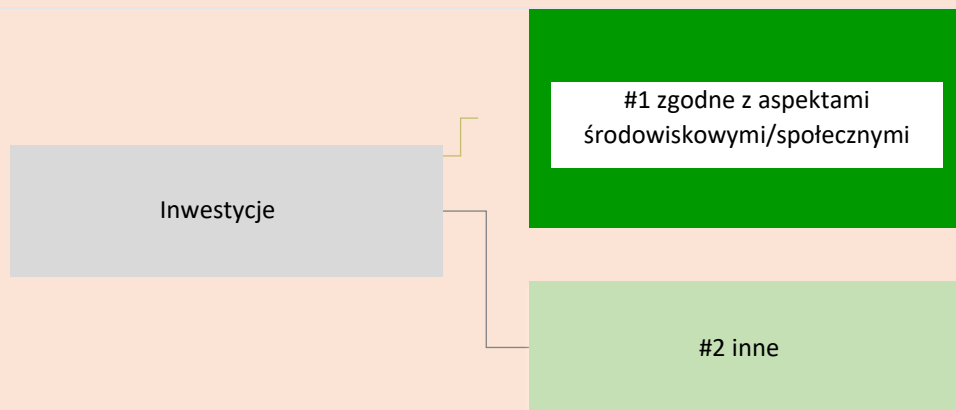 #1 zgodne z aspektami
środowiskowymi/społecznymi
Inwestycje
#2 inne